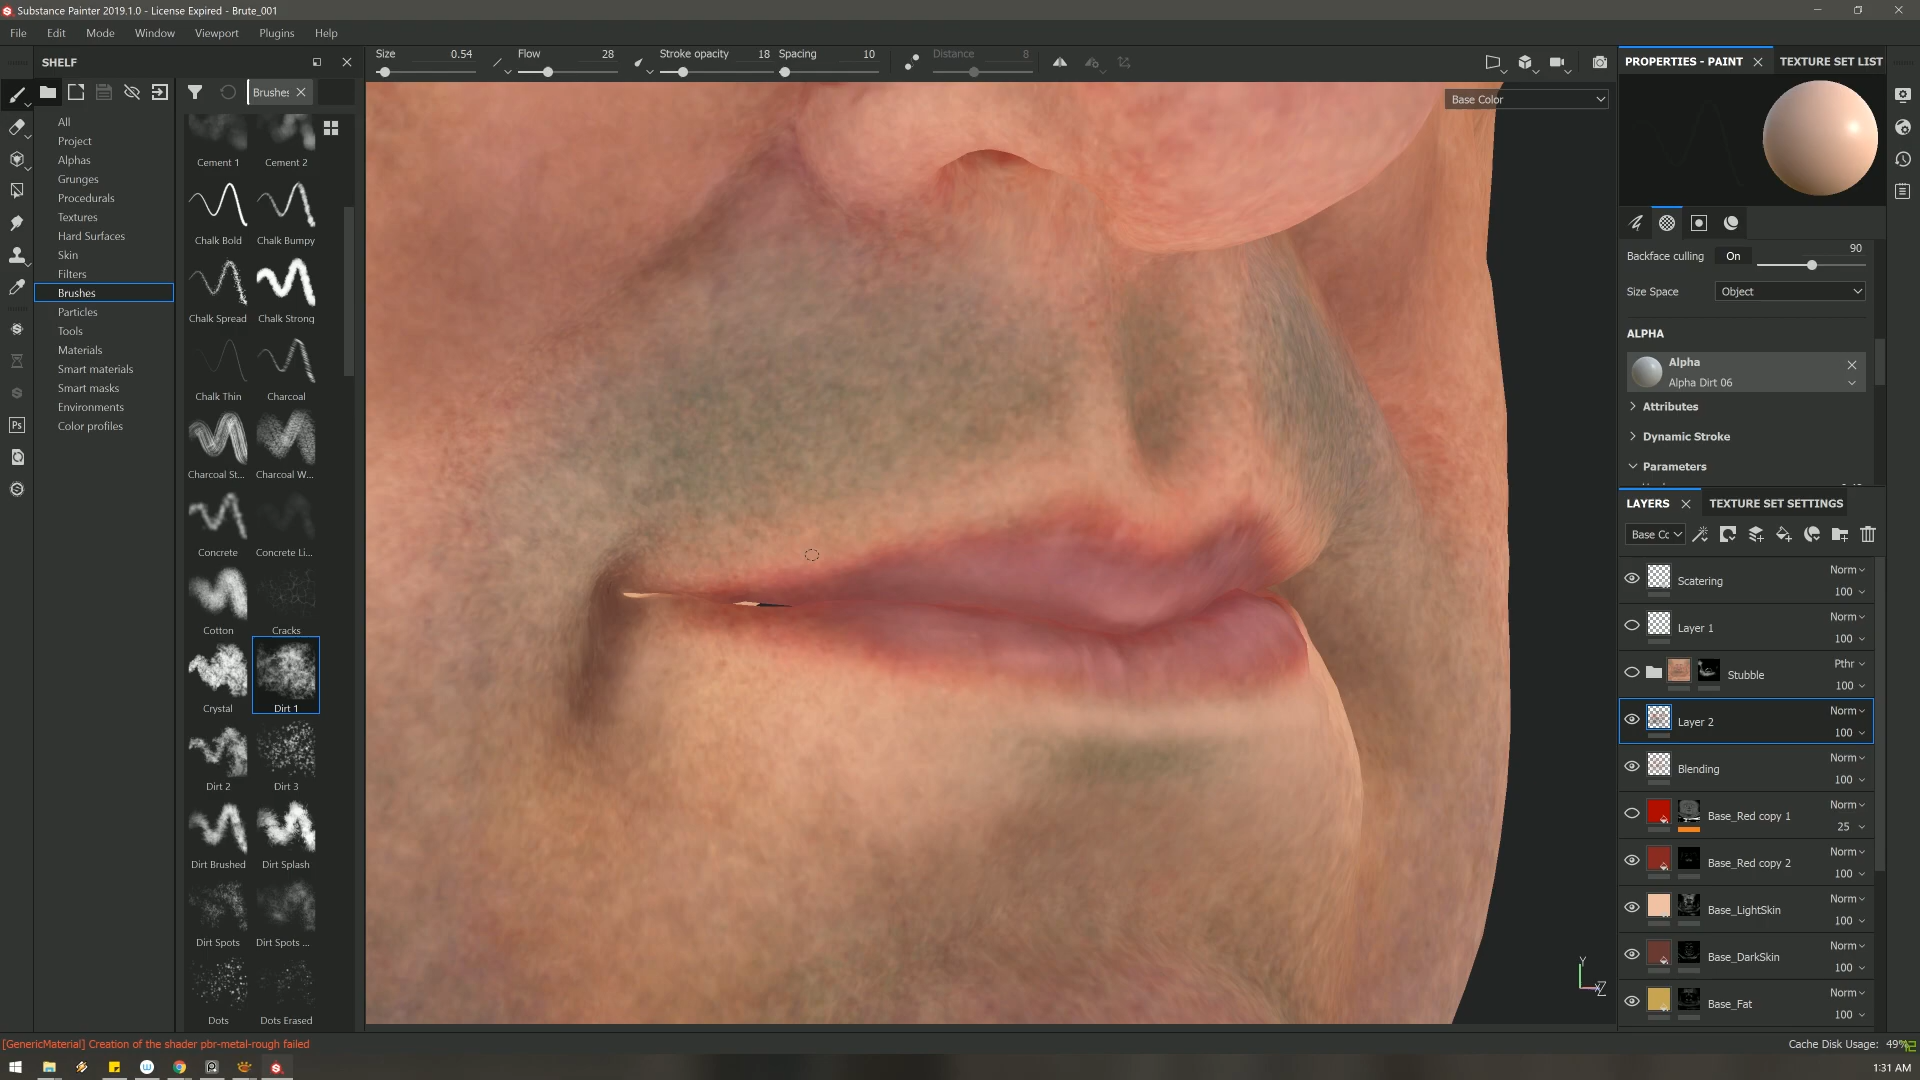 Substance Painter 2019.1.0 - License Expired - Brute_001
File Edit Mode Window Viewport Plugins Help
SHELF
Size 0.54 Flow 28 Stroke opacity 18 Spacing 10 Distance 8
Brushes
All
Project
Alphas
Grunges
Procedurals
Textures
Hard Surfaces
Skin
Filters
Brushes
Particles
Tools
Materials
Smart materials
Smart masks
Environments
Color profiles
Cement 1 Cement 2
Chalk Bold Chalk Bumpy
Chalk Spread Chalk Strong
Chalk Thin Charcoal
Charcoal St... Charcoal W...
Concrete Concrete Li...
Cotton Cracks
Crystal Dirt 1
Dirt 2 Dirt 3
Dirt Brushed Dirt Splash
Dirt Spots Dirt Spots ...
Dots Dots Erased
Ps
Base Color
Y
Z
PROPERTIES - PAINT TEXTURE SET LIST
90
Backface culling On
Size Space Object
ALPHA
Alpha
Alpha Dirt 06
Attributes
Dynamic Stroke
Parameters
LAYERS TEXTURE SET SETTINGS
Base Cc
Scatering Norm 100
Layer 1 Norm 100
Stubble Pthr 100
Layer 2 Norm 100
Blending Norm 100
Base_Red copy 1 Norm 25
Base_Red copy 2 Norm 100
Base_LightSkin Norm 100
Base_DarkSkin Norm 100
Base_Fat Norm 100
[GenericMaterial] Creation of the shader pbr-metal-rough failed
Cache Disk Usage: 49%
1:31 AM